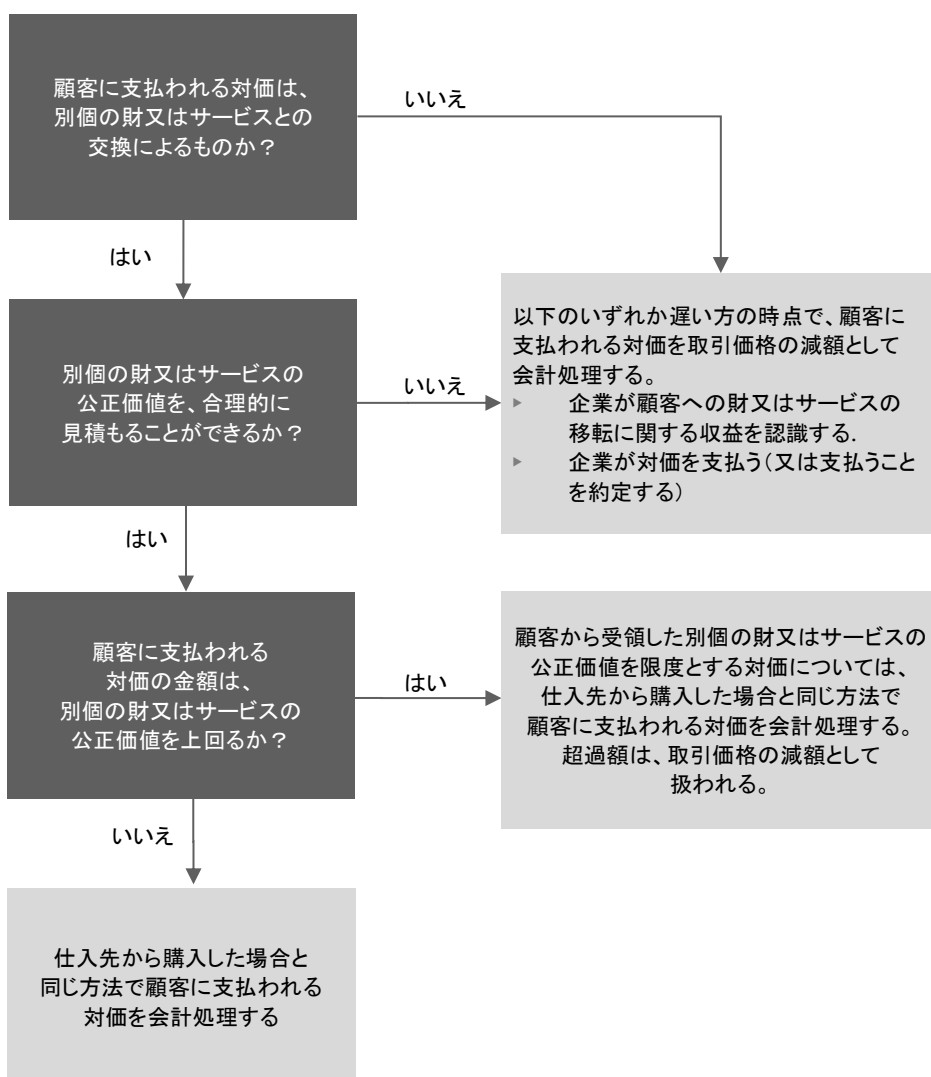 顧客に支払われる対価は、
別個の財又はサービスとの
交換によるものか？
いいえ
はい
別個の財又はサービスの
公正価値を、合理的に
見積もることができるか？
いいえ
以下のいずれか遅い方の時点で、顧客に
支払われる対価を取引価格の減額として
会計処理する。
▶ 企業が顧客への財又はサービスの
移転に関する収益を認識する.
▶ 企業が対価を支払う(又は支払うこと
を約定する)
はい
顧客に支払われる
対価の金額は、
別個の財又はサービスの
公正価値を上回るか？
はい
顧客から受領した別個の財又はサービスの
公正価値を限度とする対価については、
仕入先から購入した場合と同じ方法で
顧客に支払われる対価を会計処理する。
超過額は、取引価格の減額として
扱われる。
いいえ
仕入先から購入した場合と
同じ方法で顧客に支払われる
対価を会計処理する